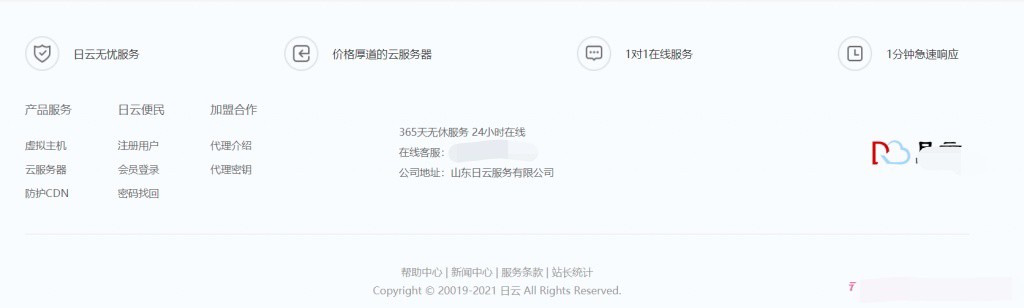 日云无忧服务 价格厚道的云服务器 1对1在线服务 1分钟急速响应
产品服务 日云便民 加盟合作
虚拟主机 注册用户 代理介绍
云服务器 会员登录 代理密钥
防护CDN 密码找回
365天无休服务 24小时在线
在线客服：
公司地址：山东日云服务有限公司
帮助中心 | 新闻中心 | 服务条款 | 站长统计
Copyright © 20019-2021 日云 All Rights Reserved.